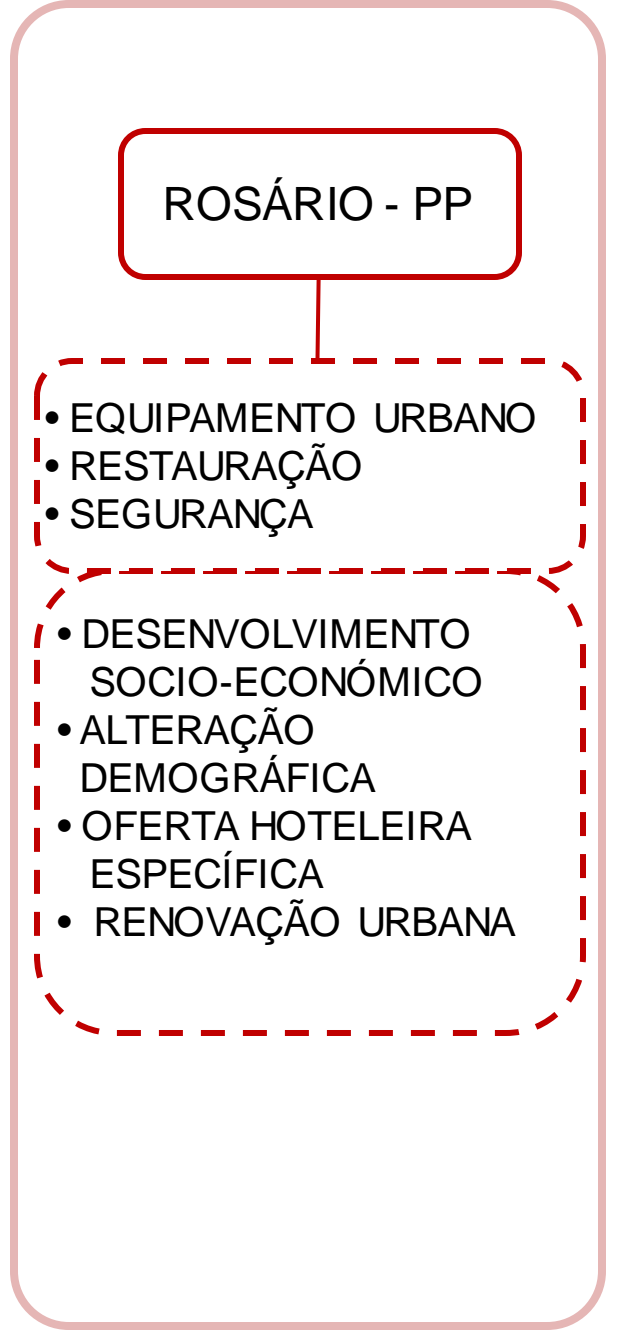 ROSÁRIO - PP
• EQUIPAMENTO URBANO
• RESTAURAÇÃO
• SEGURANÇA
• DESENVOLVIMENTO
SOCIO-ECONÓMICO
• ALTERAÇÃO
DEMOGRÁFICA
• OFERTA HOTELEIRA
ESPECÍFICA
• RENOVAÇÃO URBANA